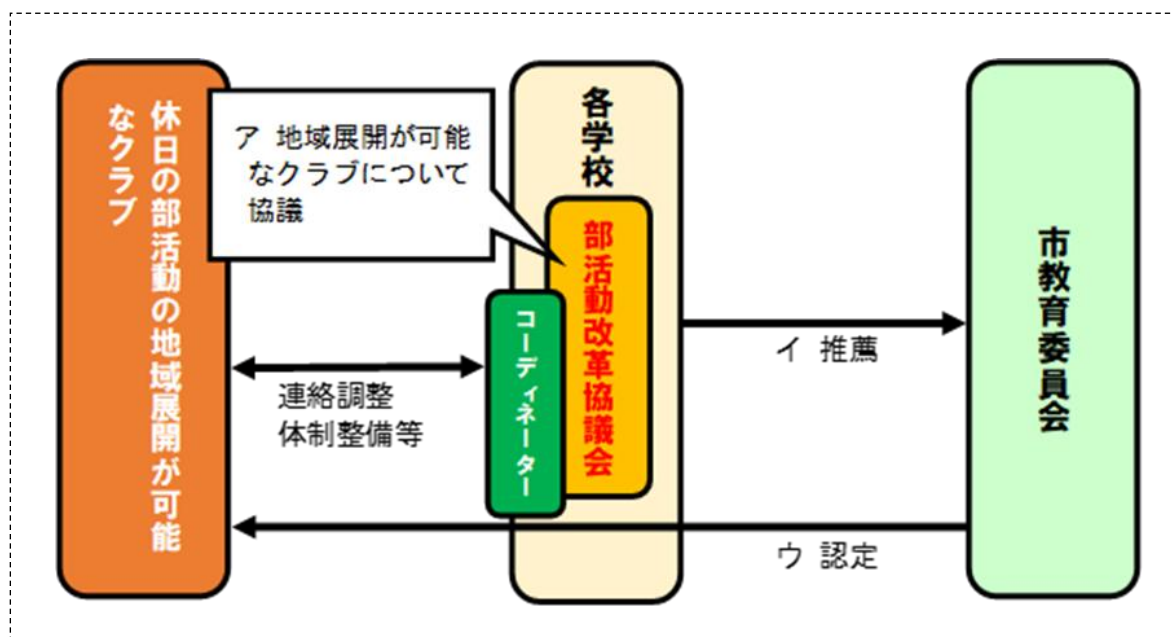 休日の部活動の地域展開が可能
なクラブ
ア 地域展開が可能
なクラブについて
協議
各学校
部活動改革協議会
コーディネーター
連絡調整
体制整備等
イ 推薦
ウ 認定
市教育委員会